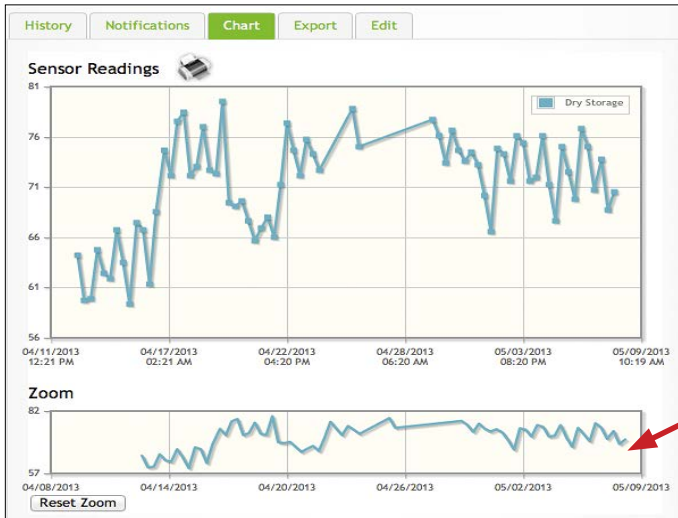 History Notifications Chart Export Edit
Sensor Readings
81
Dry Storage
76
71
66
61
56
04/11/2013 04/17/2013 04/22/2013 04/28/2013 05/03/2013 05/09/2013
12:21 PM 02:21 AM 04:20 PM 06:20 AM 08:20 PM 10:19 AM
Zoom
82
57
04/08/2013 04/14/2013 04/20/2013 04/26/2013 05/02/2013 05/09/2013
Reset Zoom